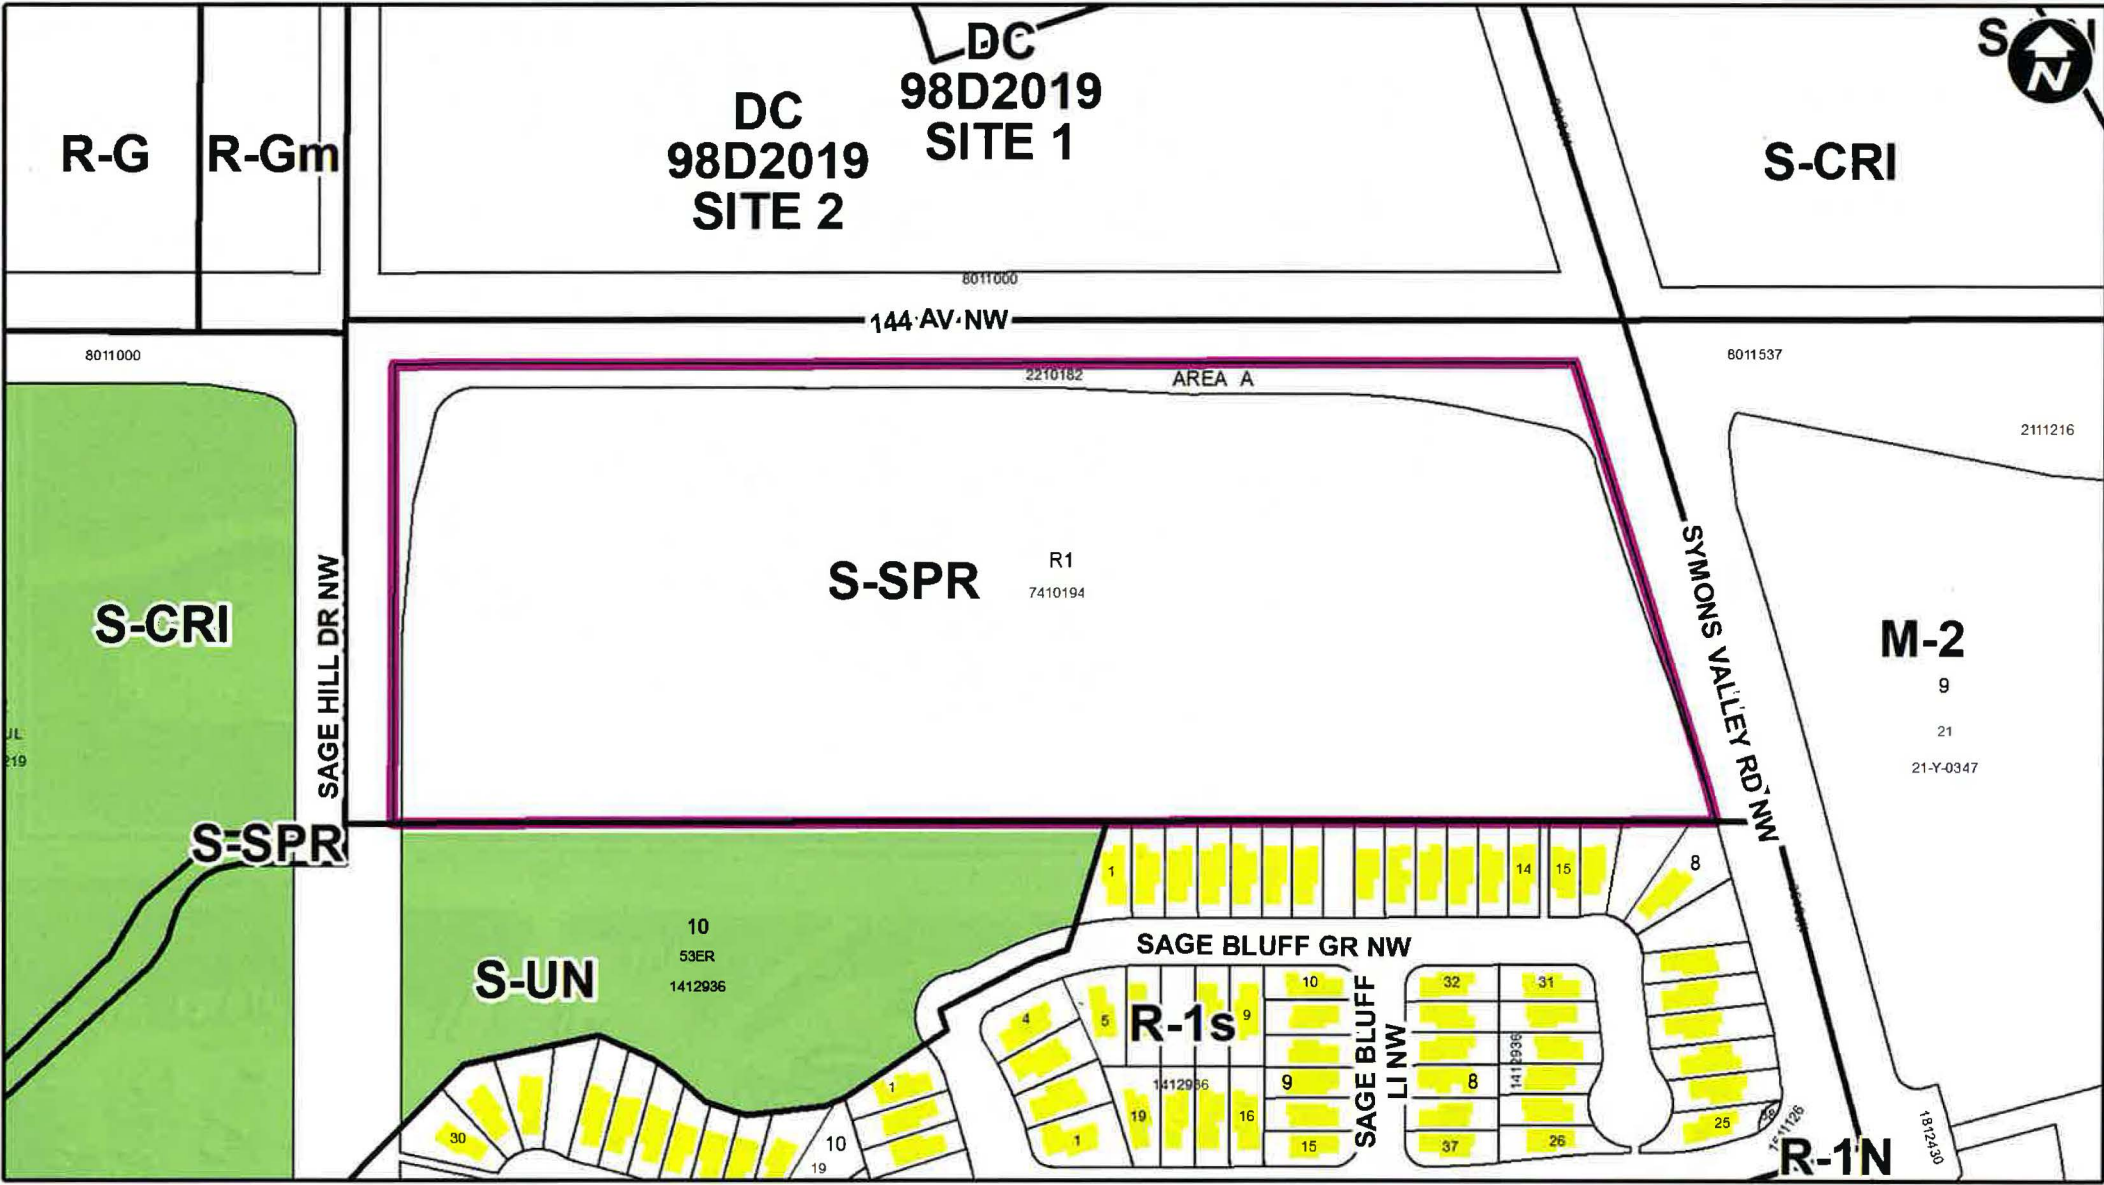 DC
98D2019
SITE 1
DC
98D2019
SITE 2
R-G
R-Gm
S-CRI
N
8011000
144 AV NW
8011000
8011537
2210182
AREA A
2111216
R1
S-SPR
7410194
S-CRI
SAGE HILL DR NW
SYMONS VALLEY RD NW
M-2
9
21
21-Y-0347
JL
219
S-SPR
1
14
15
8
10
53ER
1412936
S-UN
SAGE BLUFF GR NW
SAGE BLUFF
LI NW
4
5
R-1s
9
10
32
31
1
1412936
19
16
9
8
1412936
15
37
26
25
30
10
19
1
7511126
R-1N
1812430